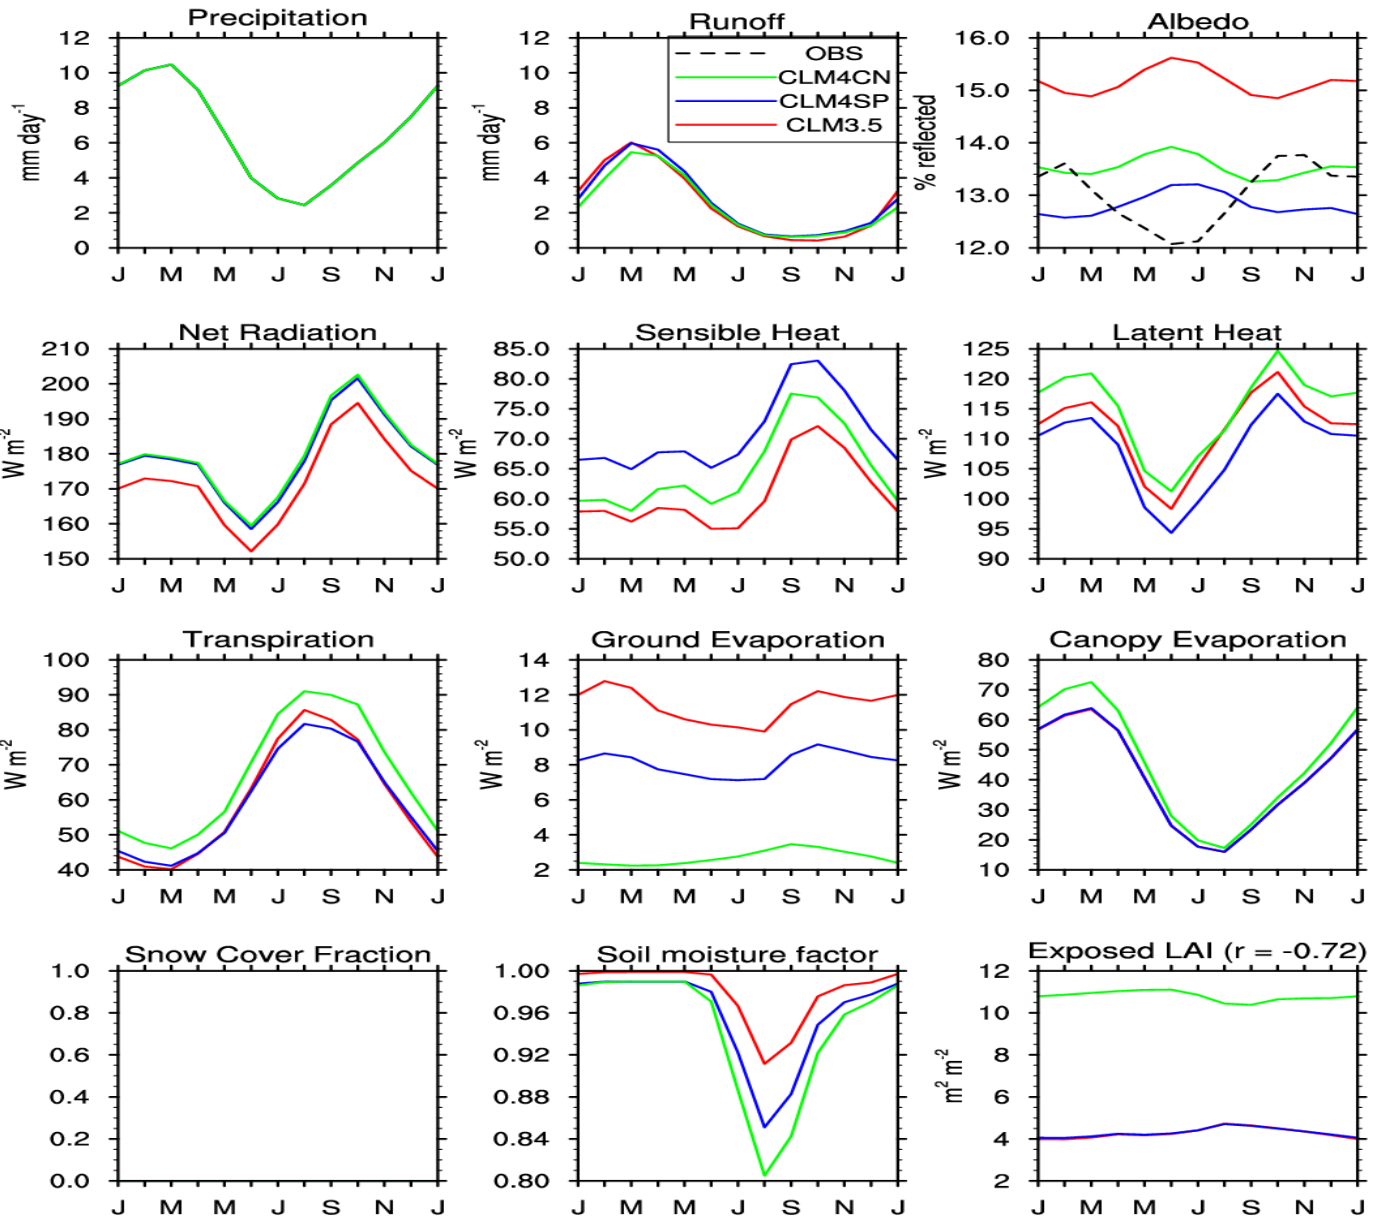 Precipitation
12
10
8
6
4
2
0
mm day-1
J M M J S N J
Runoff
12
10
8
6
4
2
0
mm day-1
J M M J S N J
OBS
CLM4CN
CLM4SP
CLM3.5
Albedo
16.0
15.0
14.0
13.0
12.0
% reflected
J M M J S N J
Net Radiation
210
200
190
180
170
160
150
W m-2
J M M J S N J
Sensible Heat
85.0
80.0
75.0
70.0
65.0
60.0
55.0
50.0
W m-2
J M M J S N J
Latent Heat
125
120
115
110
105
100
95
90
W m-2
J M M J S N J
Transpiration
100
90
80
70
60
50
40
W m-2
J M M J S N J
Ground Evaporation
14
12
10
8
6
4
2
W m-2
J M M J S N J
Canopy Evaporation
80
70
60
50
40
30
20
10
W m-2
J M M J S N J
Snow Cover Fraction
1.0
0.8
0.6
0.4
0.2
0.0
J M M J S N J
Soil moisture factor
1.00
0.96
0.92
0.88
0.84
0.80
J M M J S N J
Exposed LAI (r = -0.72)
12
10
8
6
4
2
m2 m-2
J M M J S N J